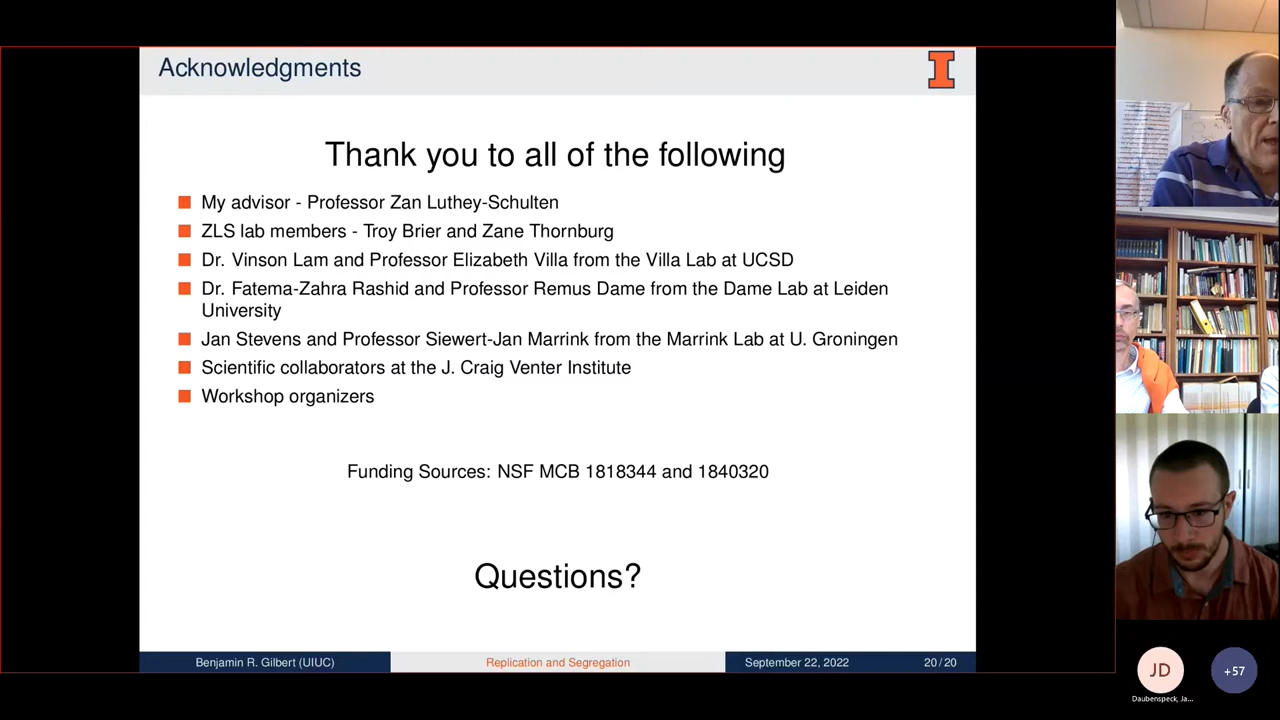 Acknowledgments
Thank you to all of the following
My advisor - Professor Zan Luthey-Schulten
ZLS lab members - Troy Brier and Zane Thornburg
Dr. Vinson Lam and Professor Elizabeth Villa from the Villa Lab at UCSD
Dr. Fatema-Zahra Rashid and Professor Remus Dame from the Dame Lab at Leiden
University
Jan Stevens and Professor Siewert-Jan Marrink from the Marrink Lab at U. Groningen
Scientific collaborators at the J. Craig Venter Institute
Workshop organizers
Funding Sources: NSF MCB 1818344 and 1840320
Questions?
Benjamin R. Gilbert (UIUC) Replication and Segregation September 22, 2022 20 / 20
JD +57
Daubenspeck, Ja...